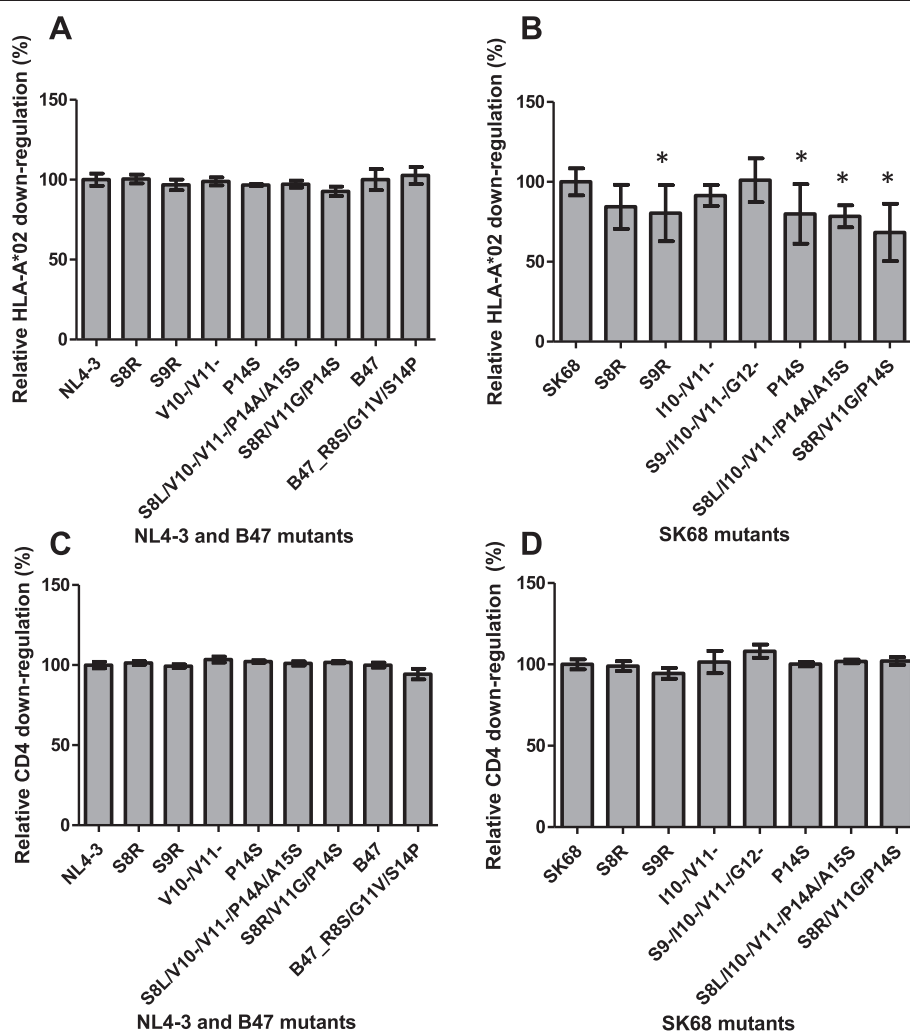 A
Relative HLA-A*02 down-regulation (%)
150
100
50
0
NL4-3
S8R
S9R
V10-/V11-
P14S
S8L/V10-/V11-/P14A/A15S
S8R/V11G/P14S
B47
B47_R8S/G11V/S14P
NL4-3 and B47 mutants
B
Relative HLA-A*02 down-regulation (%)
150
100
50
0
* * * *
SK68
S8R
S9R
I10-/V11-
S9-/I10-/V11-/G12-
P14S
S8L/I10-/V11-/P14A/A15S
S8R/V11G/P14S
SK68 mutants
C
Relative CD4 down-regulation (%)
150
100
50
0
NL4-3
S8R
S9R
V10-/V11-
P14S
S8L/V10-/V11-/P14A/A15S
S8R/V11G/P14S
B47
B47_R8S/G11V/S14P
NL4-3 and B47 mutants
D
Relative CD4 down-regulation (%)
150
100
50
0
SK68
S8R
S9R
I10-/V11-
S9-/I10-/V11-/G12-
P14S
S8L/I10-/V11-/P14A/A15S
S8R/V11G/P14S
SK68 mutants